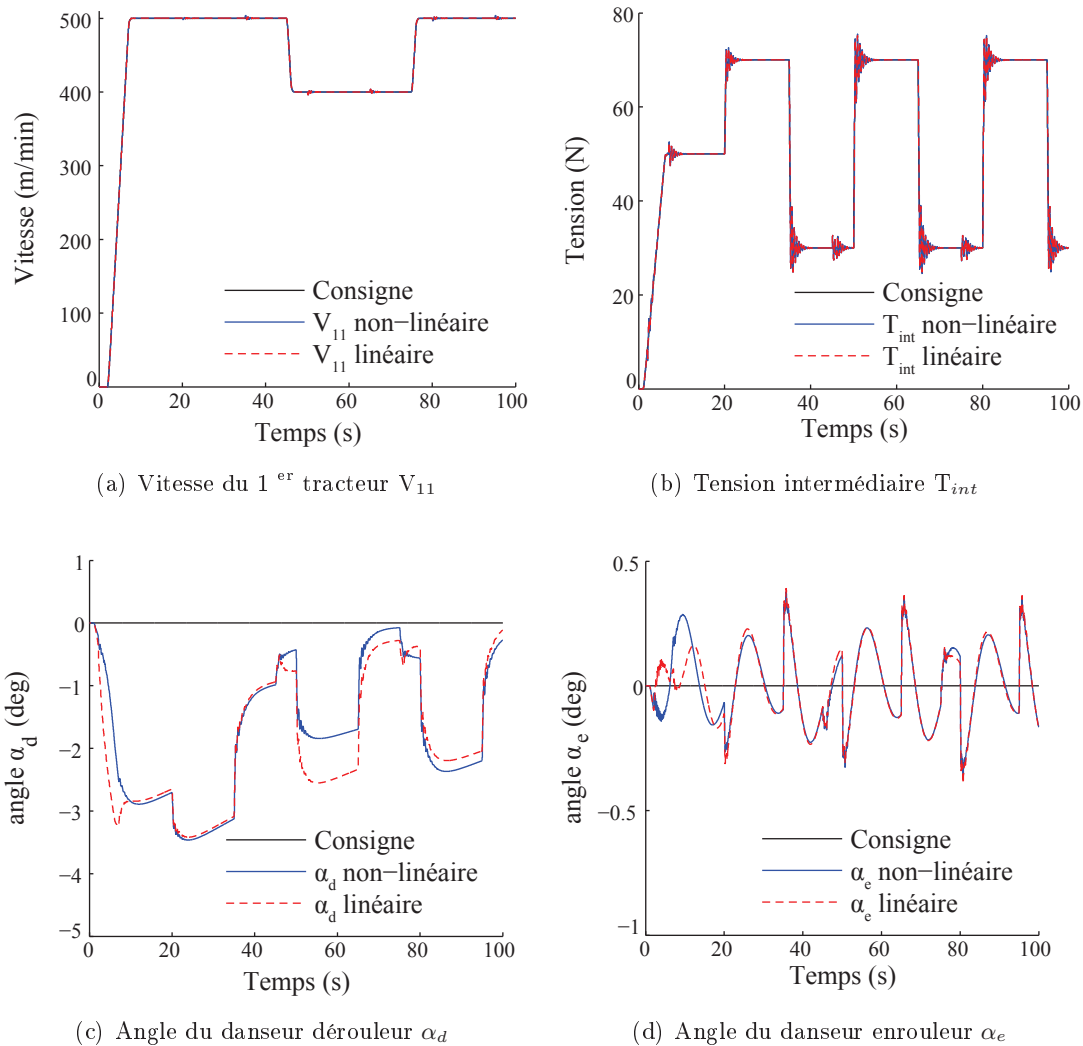 500
400
300
200
100
0
0
20
40
60
80
100
Vitesse (m/min)
Temps (s)
Consigne
V11 non−linéaire
V11 linéaire
(a) Vitesse du 1 er tracteur V11
80
60
40
20
0
0
20
40
60
80
100
Tension (N)
Temps (s)
Consigne
Tint non−linéaire
Tint linéaire
(b) Tension intermédiaire Tint
1
0
−1
−2
−3
−4
−5
0
20
40
60
80
100
angle αd (deg)
Temps (s)
Consigne
αd non−linéaire
αd linéaire
(c) Angle du danseur dérouleur αd
0.5
0
−0.5
−1
0
20
40
60
80
100
angle αe (deg)
Temps (s)
Consigne
αe non−linéaire
αe linéaire
(d) Angle du danseur enrouleur αe